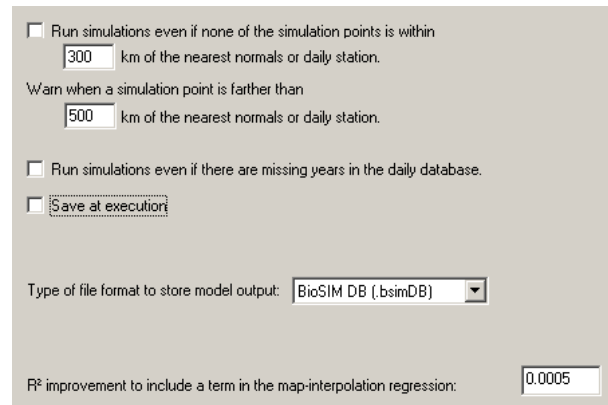 Run simulations even if none of the simulation points is within
300 km of the nearest normals or daily station.
Warn when a simulation point is farther than
500 km of the nearest normals or daily station.
Run simulations even if there are missing years in the daily database.
Save at execution
Type of file format to store model output: BioSIM DB (.bsimDB)
R² improvement to include a term in the map-interpolation regression: 0.0005